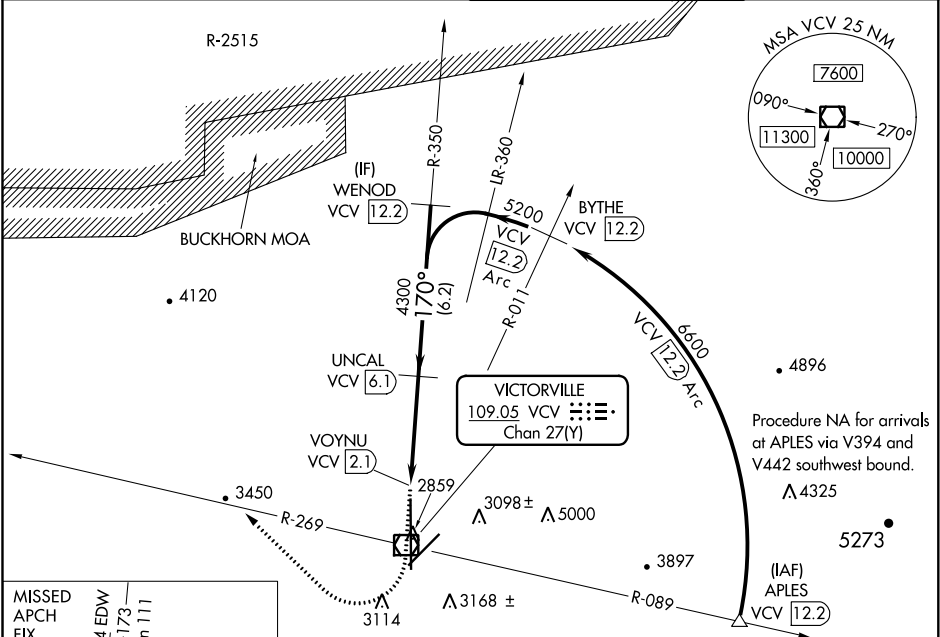 R-2515
MSA VCV 25 NM
7600
090°
11300
270°
10000
360°
R-350
LR-360
(IF)
WENOD
VCV 12.2
5200
VCV
12.2
Arc
BYTHE
VCV 12.2
BUCKHORN MOA
R-011
4120
4300
170°
(6.2)
6600
VCV 12.2 Arc
UNCAL
VCV 6.1
4896
VICTORVILLE
109.05 VCV
Chan 27(Y)
Procedure NA for arrivals
at APLES via V394 and
V442 southwest bound.
VOYNU
VCV 2.1
2859
3450
3098 ±
5000
4325
R-269
5273
3897
(IAF)
APLES
VCV 12.2
R-089
3114
3168 ±
MISSED
APCH
FIX
4 EDW
-173
n 111